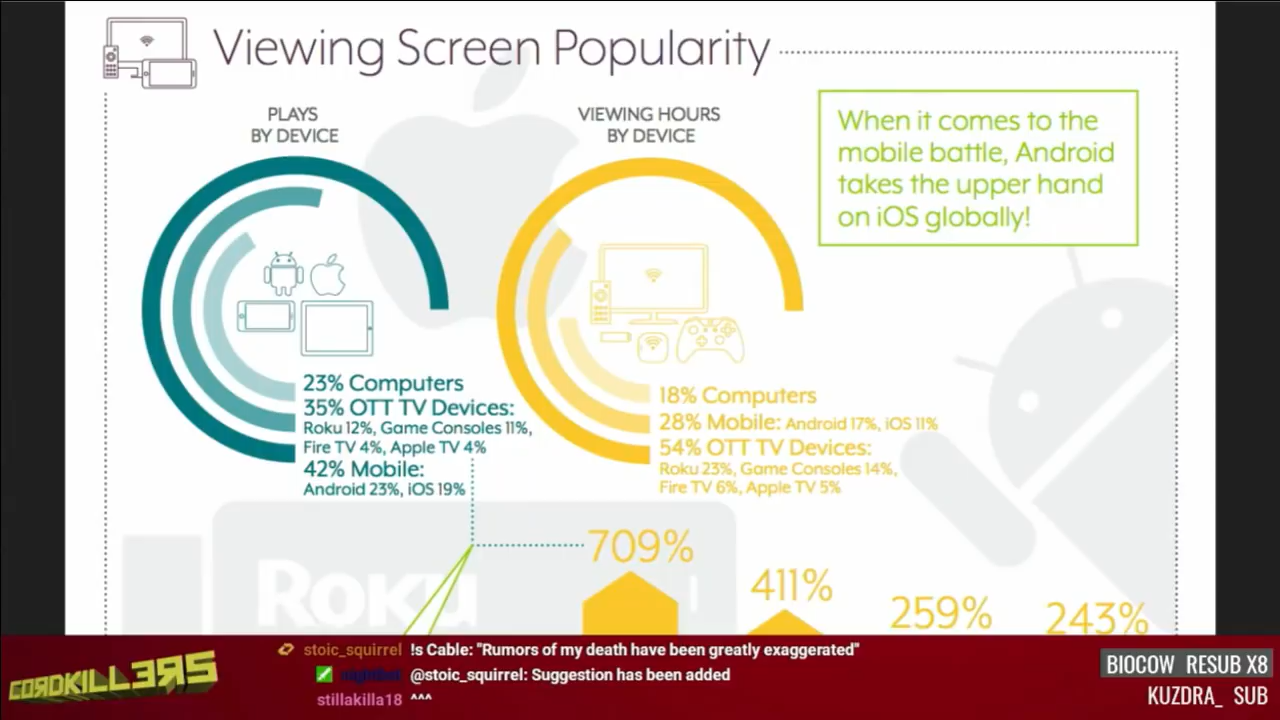 Viewing Screen Popularity
PLAYS
BY DEVICE
VIEWING HOURS
BY DEVICE
When it comes to the
mobile battle, Android
takes the upper hand
on iOS globally!
23% Computers
35% OTT TV Devices:
Roku 12%, Game Consoles 11%,
Fire TV 4%, Apple TV 4%
42% Mobile:
Android 23%, iOS 19%
18% Computers
28% Mobile: Android 17%, iOS 11%
54% OTT TV Devices:
Roku 23%, Game Consoles 14%,
Fire TV 6%, Apple TV 5%
709%
411%
259%
243%
ROKU
CORDKILLERS
stoic_squirrel !s Cable: "Rumors of my death have been greatly exaggerated"
nightbot @stoic_squirrel: Suggestion has been added
stillakilla18 ^^^
BIOCOW RESUB X8
KUZDRA_ SUB